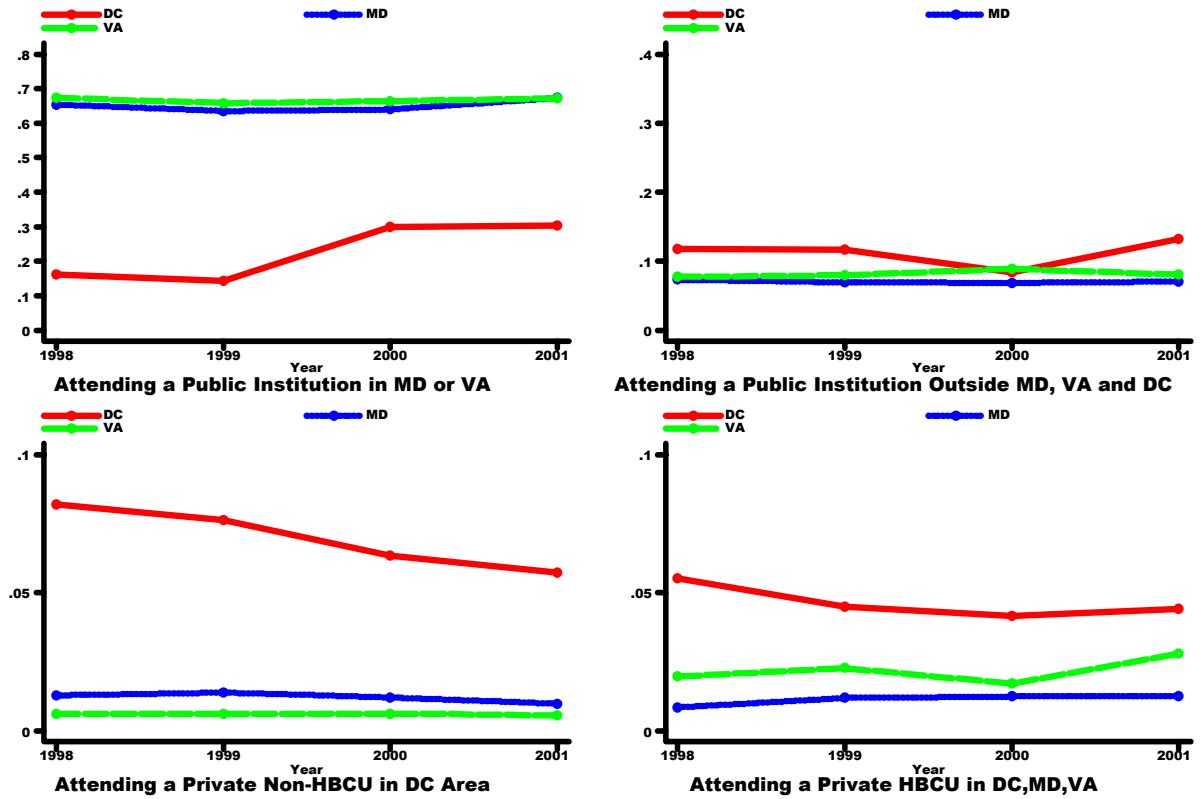 DC MD
VA
.8
.7
.6
.5
.4
.3
.2
.1
0
1998 1999 2000 2001
Year
Attending a Public Institution in MD or VA
DC MD
VA
.4
.3
.2
.1
0
1998 1999 2000 2001
Year
Attending a Public Institution Outside MD, VA and DC
DC MD
VA
.1
.05
0
1998 1999 2000 2001
Year
Attending a Private Non-HBCU in DC Area
DC MD
VA
.1
.05
0
1998 1999 2000 2001
Year
Attending a Private HBCU in DC,MD,VA